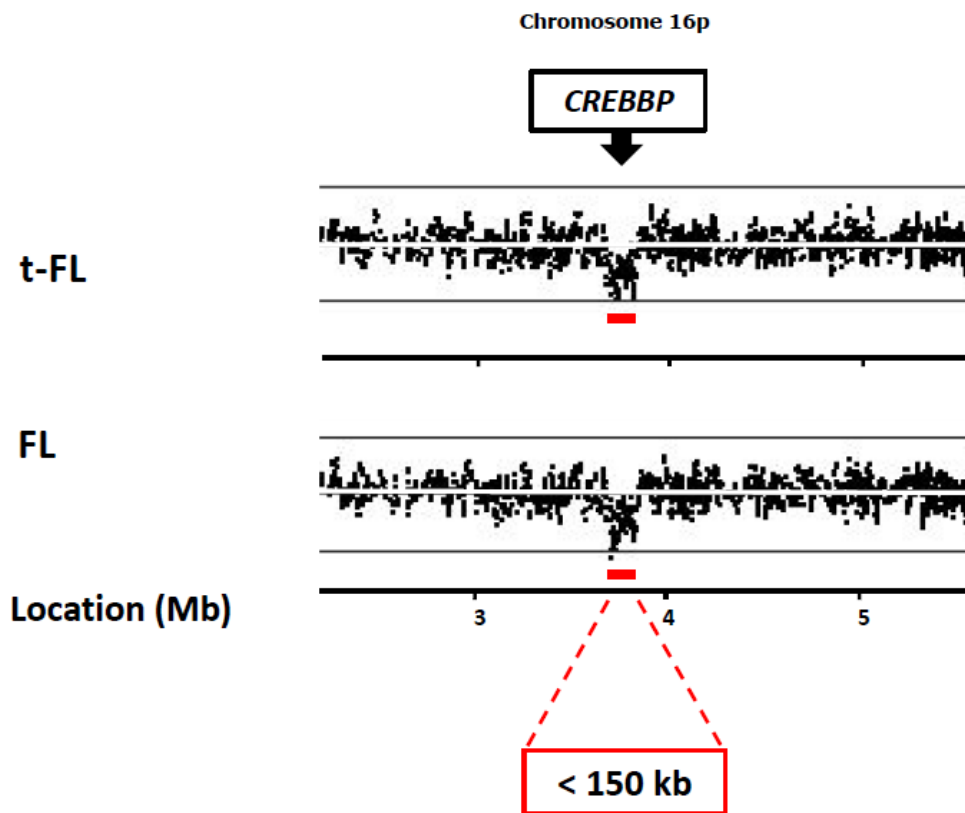 Chromosome 16p
CREBBP
t-FL
FL
Location (Mb)
3 4 5
< 150 kb